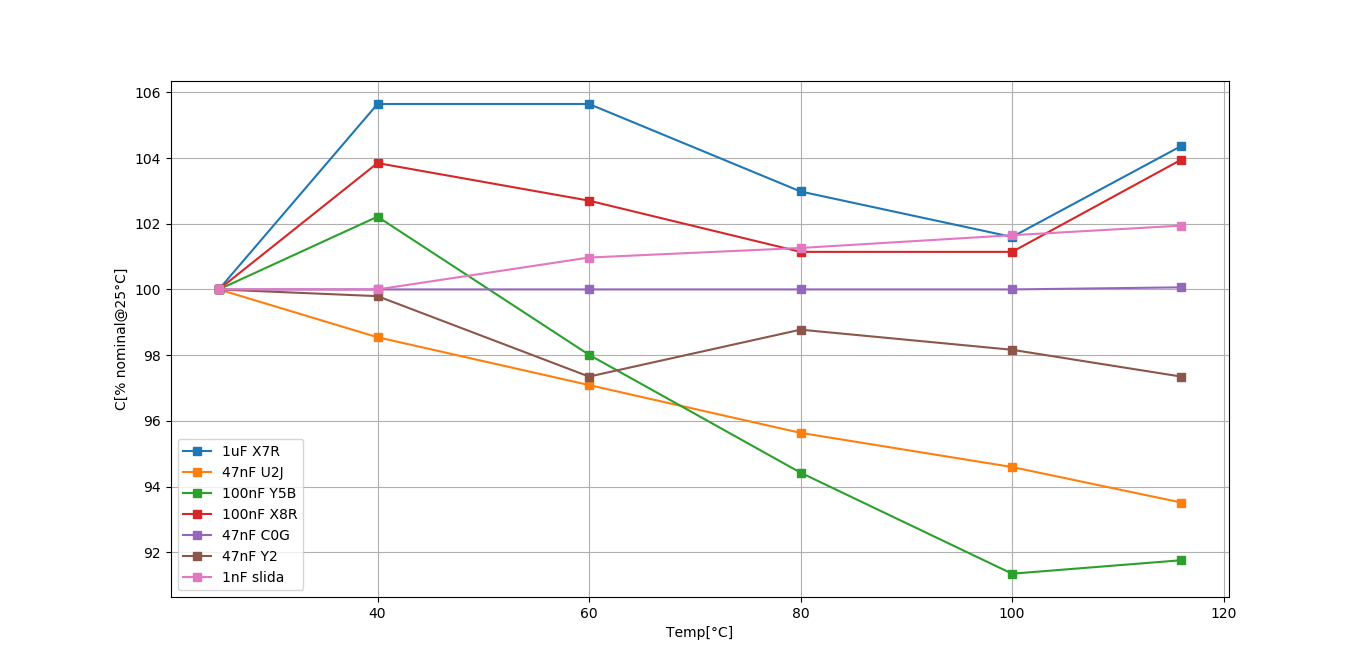 106
104
102
100
98
96
94
92
C[% nominal@25°C]
1uF X7R
47nF U2J
100nF Y5B
100nF X8R
47nF C0G
47nF Y2
1nF slida
40 60 80 100 120
Temp[°C]